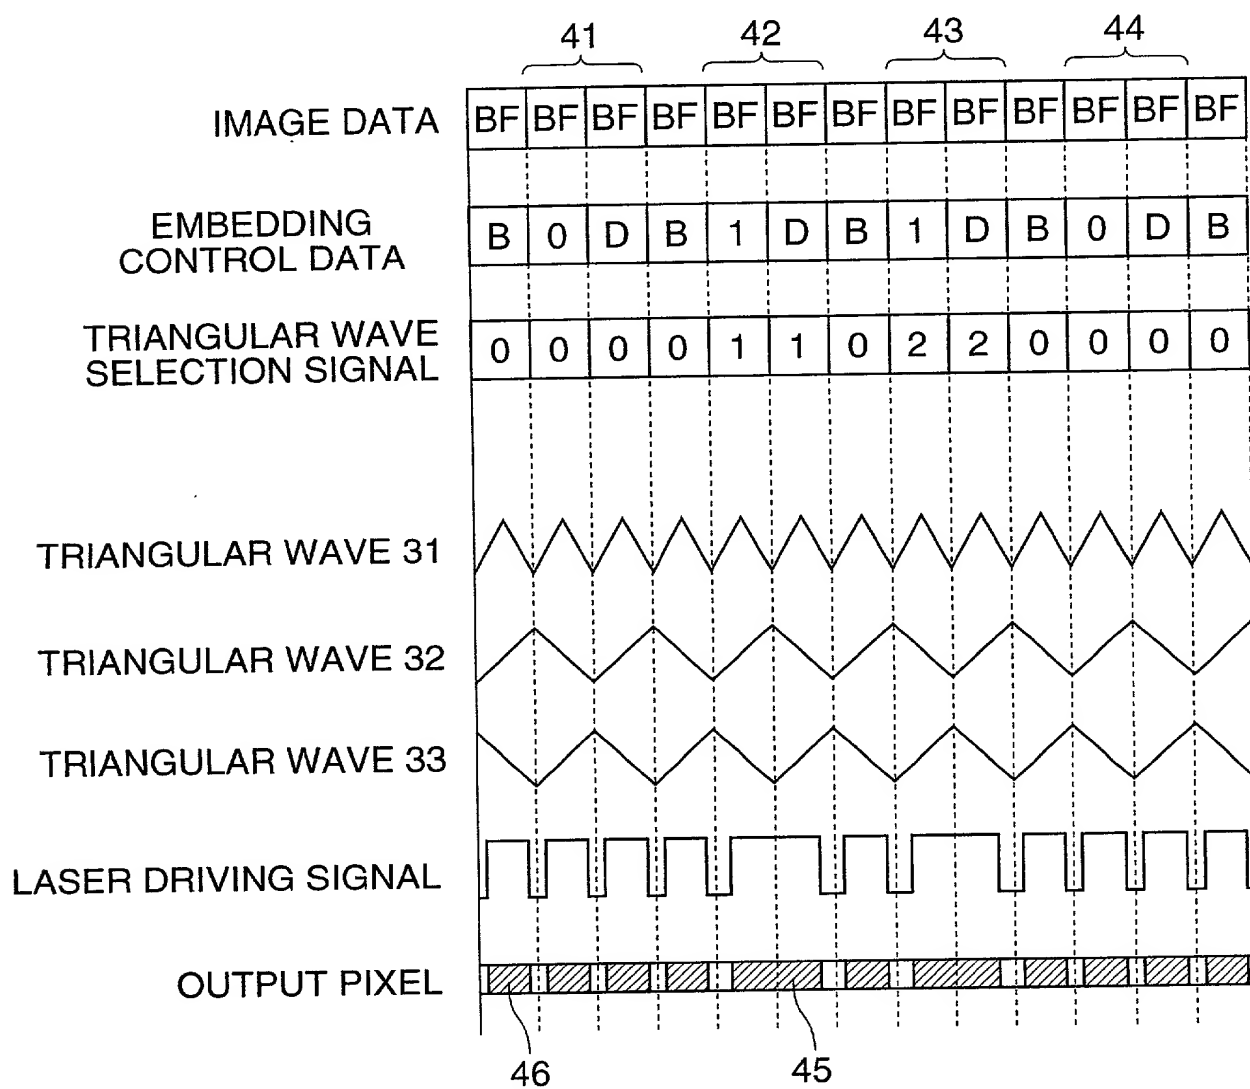 41 42 43 44
IMAGE DATA BF BF BF BF BF BF BF BF BF BF BF BF BF
EMBEDDING
CONTROL DATA B 0 D B 1 D B 1 D B 0 D B
TRIANGULAR WAVE
SELECTION SIGNAL 0 0 0 0 1 1 0 2 2 0 0 0 0
TRIANGULAR WAVE 31
TRIANGULAR WAVE 32
TRIANGULAR WAVE 33
LASER DRIVING SIGNAL
OUTPUT PIXEL
46 45